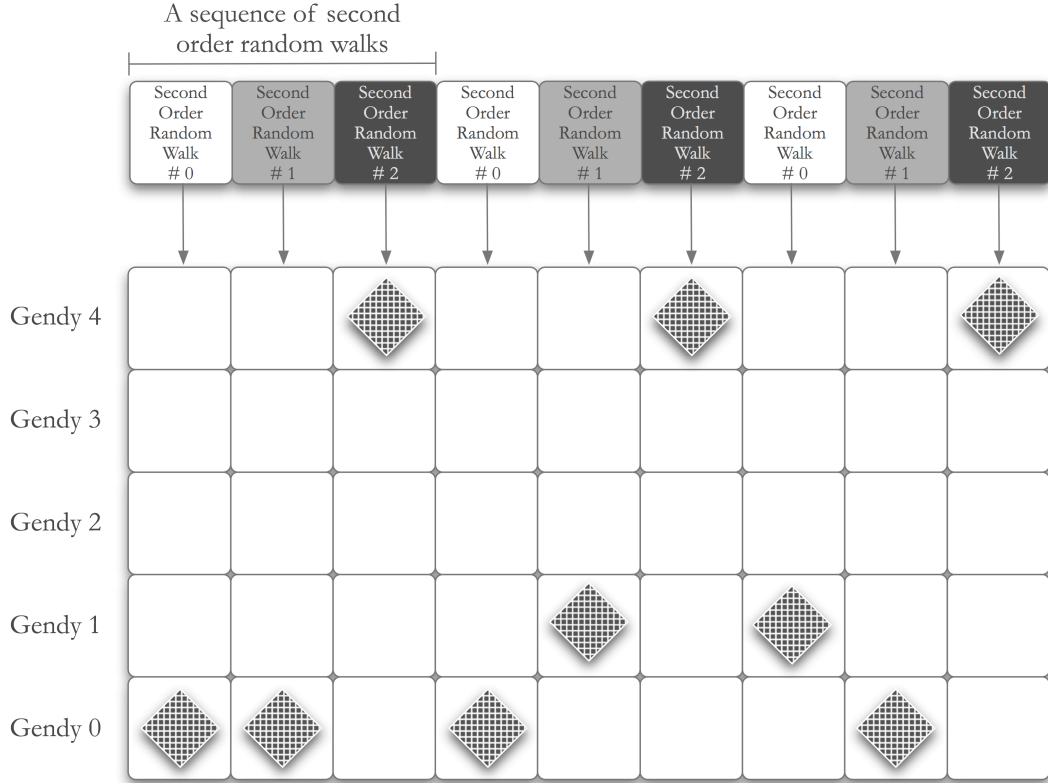 A sequence of second
order random walks
Second
Order
Random
Walk
# 0
Second
Order
Random
Walk
# 1
Second
Order
Random
Walk
# 2
Second
Order
Random
Walk
# 0
Second
Order
Random
Walk
# 1
Second
Order
Random
Walk
# 2
Second
Order
Random
Walk
# 0
Second
Order
Random
Walk
# 1
Second
Order
Random
Walk
# 2
Gendy 4
Gendy 3
Gendy 2
Gendy 1
Gendy 0